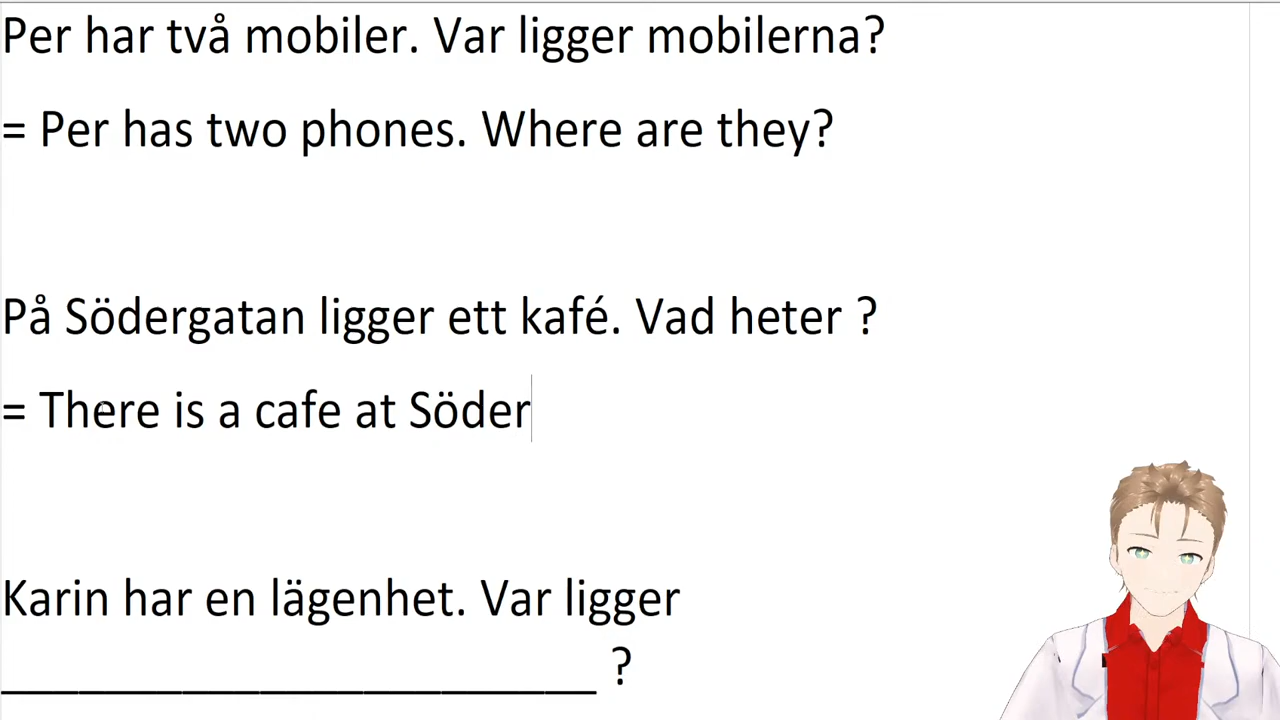 Per har två mobiler. Var ligger mobilerna?
= Per has two phones. Where are they?
På Södergatan ligger ett kafé. Vad heter ?
= There is a cafe at Söder
Karin har en lägenhet. Var ligger
_______________________ ?